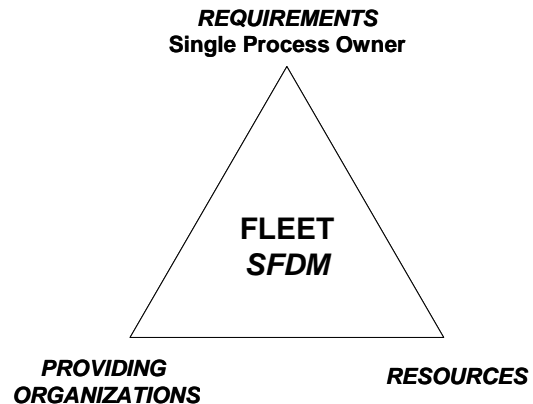 REQUIREMENTS
Single Process Owner
FLEET
SFDM
PROVIDING
ORGANIZATIONS
RESOURCES